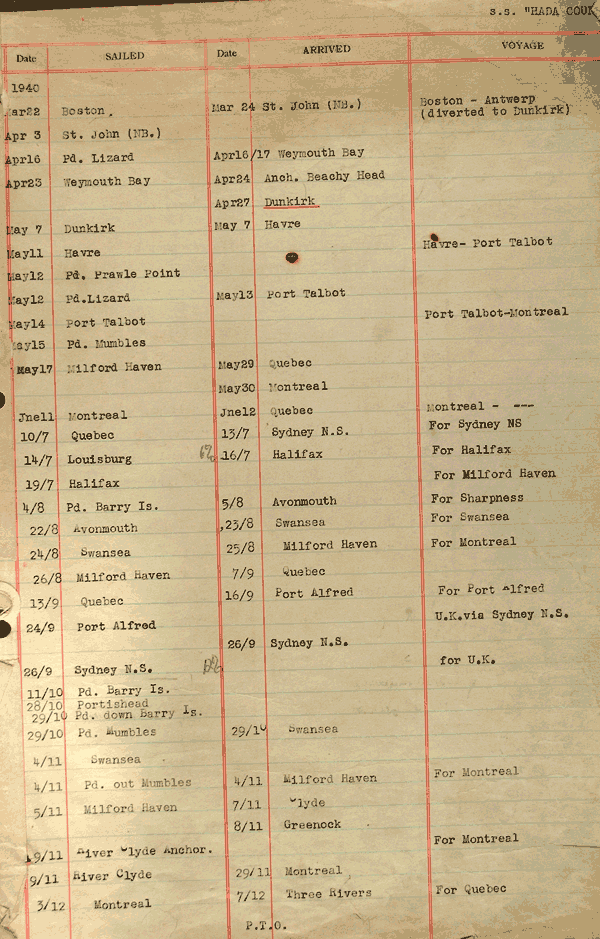 s.s. "HADA COUN
Date SAILED Date ARRIVED VOYAGE
1940
Mar22 Boston, Mar 24 St. John (NB.) Boston - Antwerp
(diverted to Dunkirk)
Apr 3 St. John (NB.)
Apr16 Pd. Lizard Apr16/17 Weymouth Bay
Apr23 Weymouth Bay Apr24 Anch. Beachy Head
Apr27 Dunkirk
May 7 Dunkirk May 7 Havre
May11 Havre Havre- Port Talbot
May12 Pd. Prawle Point
May12 Pd.Lizard May13 Port Talbot
May14 Port Talbot Port Talbot-Montreal
May15 Pd. Mumbles
May17 Milford Haven May29 Quebec
May30 Montreal
Jne11 Montreal Jne12 Quebec Montreal - ---
10/7 Quebec 13/7 Sydney N.S. For Sydney NS
14/7 Louisburg 16/7 Halifax For Halifax
19/7 Halifax For Milford Haven
4/8 Pd. Barry Is. 5/8 Avonmouth For Sharpness
22/8 Avonmouth 23/8 Swansea For Swansea
24/8 Swansea 25/8 Milford Haven For Montreal
26/8 Milford Haven 7/9 Quebec
13/9 Quebec 16/9 Port Alfred For Port Alfred
24/9 Port Alfred U.K.via Sydney N.S.
26/9 Sydney N.S.
26/9 Sydney N.S. for U.K.
11/10 Pd. Barry Is.
28/10 Portishead
29/10 Pd. down Barry Is.
29/10 Pd. Mumbles 29/10 Swansea
4/11 Swansea
4/11 Pd. out Mumbles 4/11 Milford Haven For Montreal
5/11 Milford Haven 7/11 Clyde
8/11 Greenock
9/11 River Clyde Anchor. For Montreal
9/11 River Clyde 29/11 Montreal
3/12 Montreal 7/12 Three Rivers For Quebec
P.T.O.